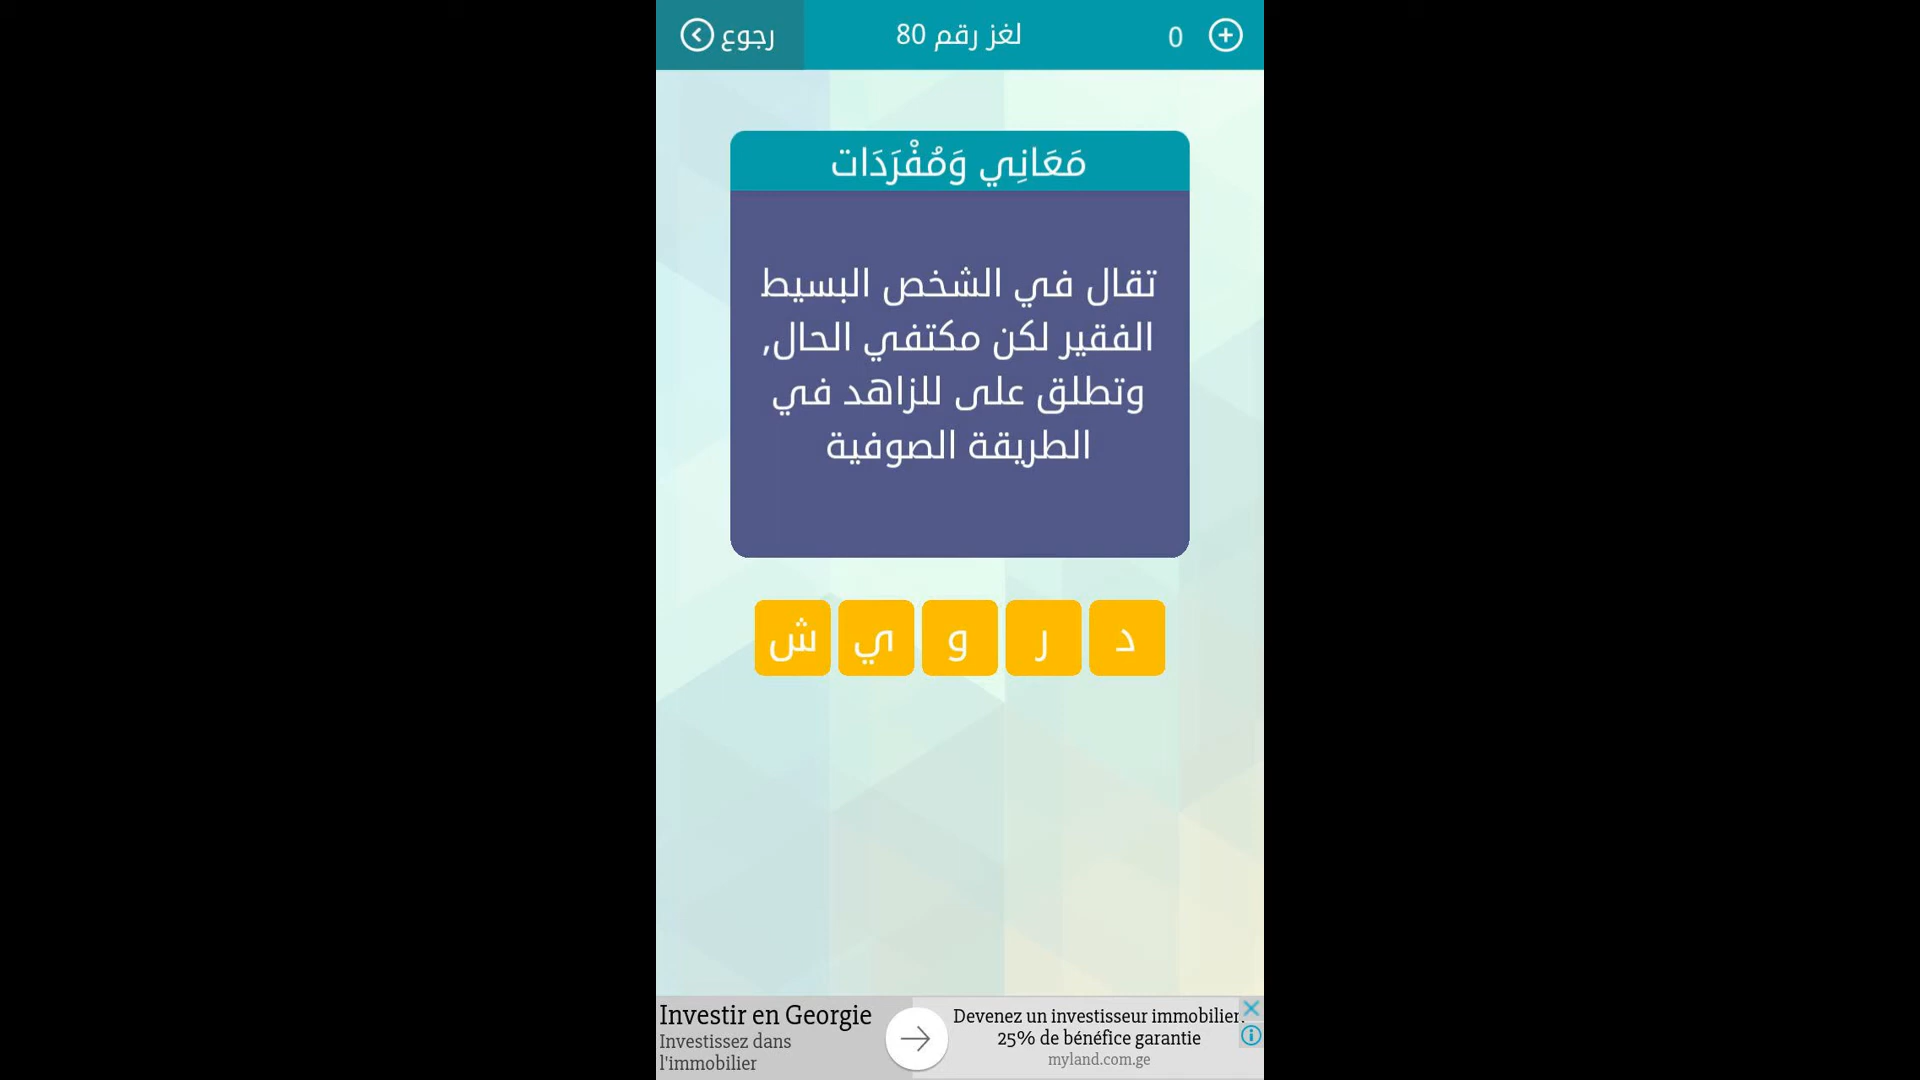 رجوع
لغز رقم 80
0
مَعَانِي وَمُفْرَدَات
تقال في الشخص البسيط
الفقير لكن مكتفي الحال,
وتطلق على للزاهد في
الطريقة الصوفية
د ر و ي ش
Investir en Georgie
Investissez dans
l'immobilier
Devenez un investisseur immobilier.
25% de bénéfice garantie
myland.com.ge